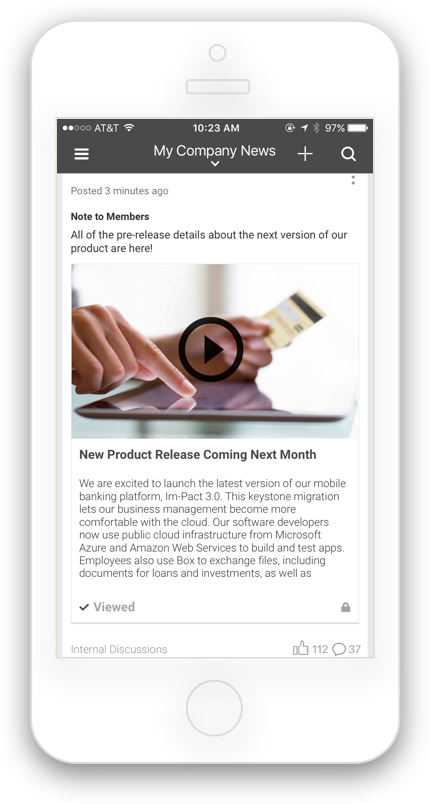 AT&T 10:23 AM 97%
My Company News
Posted 3 minutes ago
Note to Members
All of the pre-release details about the next version of our
product are here!
New Product Release Coming Next Month
We are excited to launch the latest version of our mobile
banking platform, Im-Pact 3.0. This keystone migration
lets our business management become more
comfortable with the cloud. Our software developers
now use public cloud infrastructure from Microsoft
Azure and Amazon Web Services to build and test apps.
Employees also use Box to exchange files, including
documents for loans and investments, as well as
Viewed
Internal Discussions 112 37